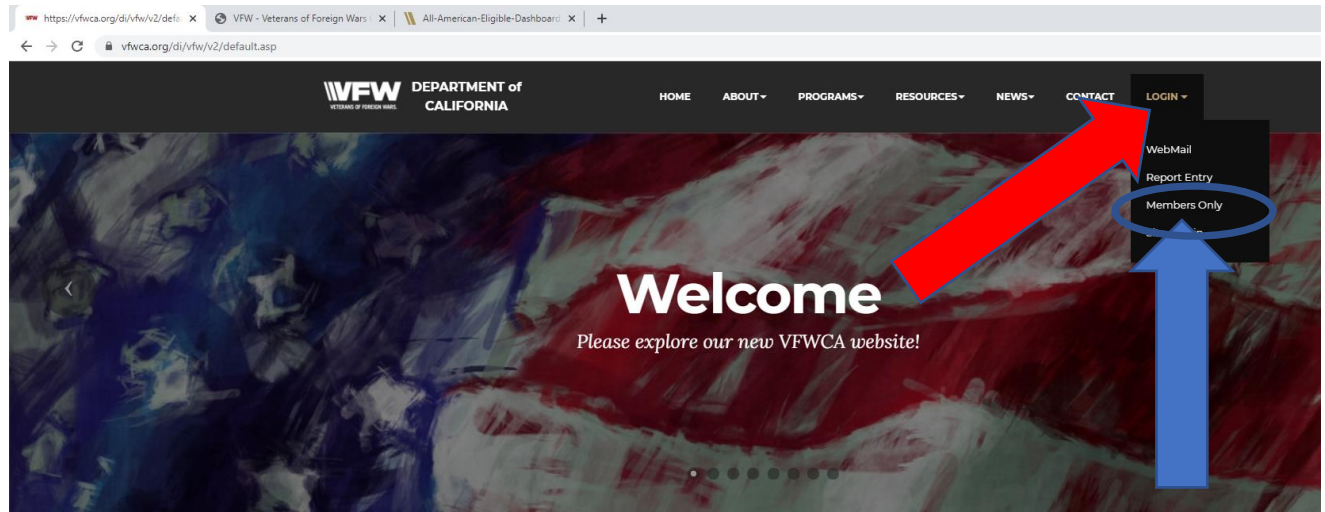 https://vfwca.org/di/vfw/v2/defa
VFW - Veterans of Foreign Wars
All-American-Eligible-Dashboard
vfwca.org/di/vfw/v2/default.asp
VFW
VETERANS OF FOREIGN WARS.
DEPARTMENT of
CALIFORNIA
HOME ABOUT PROGRAMS RESOURCES NEWS CONTACT LOGIN
WebMail
Report Entry
Members Only
Welcome
Please explore our new VFWCA website!